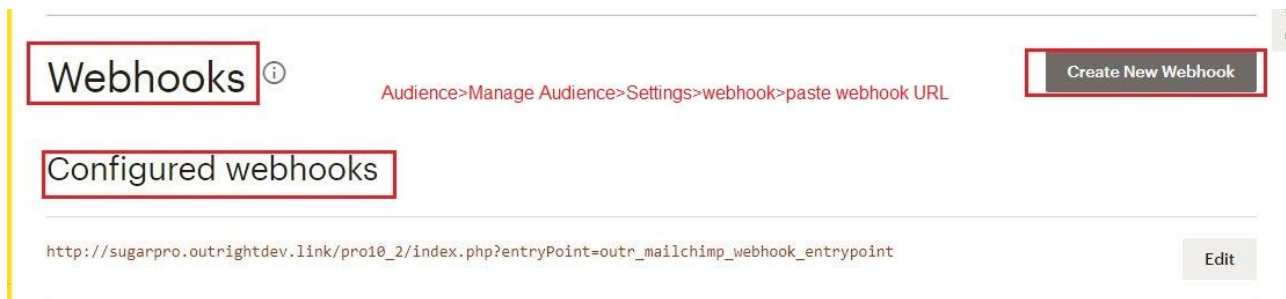 Webhooks
Create New Webhook
Audience>Manage Audience>Settings>webhook>paste webhook URL
Configured webhooks
http://sugarpro.outrightdev.link/pro10_2/index.php?entryPoint=outr_mailchimp_webhook_entrypoint
Edit